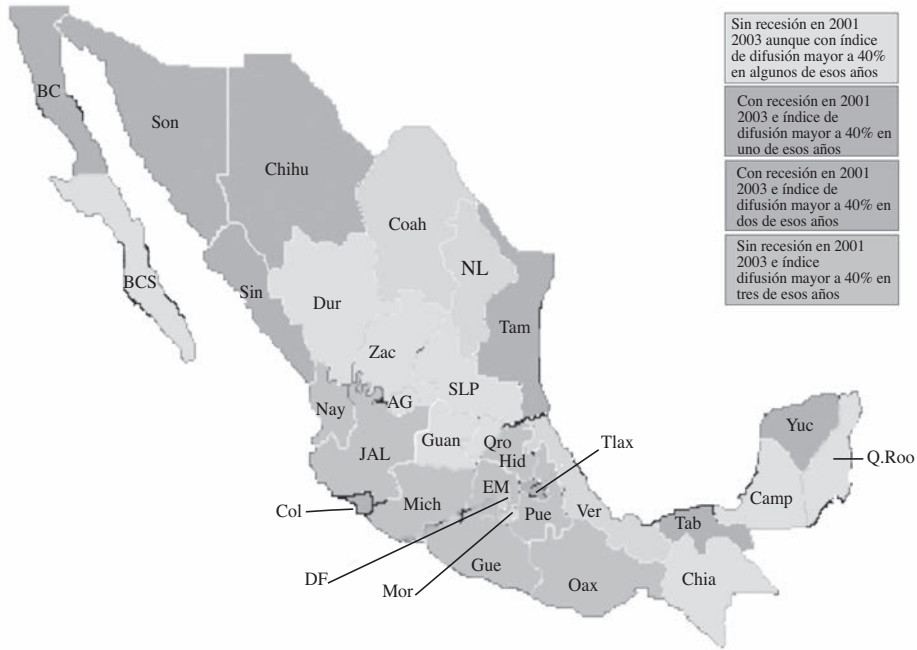 Sin recesión en 2001
2003 aunque con índice
de difusión mayor a 40%
en algunos de esos años
Con recesión en 2001
2003 e índice de
difusión mayor a 40% en
uno de esos años
Con recesión en 2001
2003 e índice de
difusión mayor a 40% en
dos de esos años
Sin recesión en 2001
2003 e índice
difusión mayor a 40% en
tres de esos años
BC
Son
Chihu
Coah
NL
BCS
Sin
Dur
Tam
Zac
SLP
AG
Nay
Guan
Qro
Hid
Tlax
Yuc
Q.Roo
JAL
EM
Camp
Col
Mich
Pue
Ver
Tab
DF
Mor
Gue
Oax
Chia